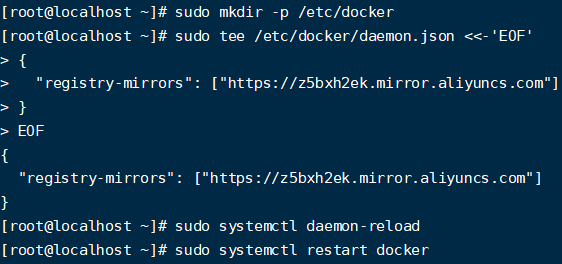 [root@localhost ~]# sudo mkdir -p /etc/docker
[root@localhost ~]# sudo tee /etc/docker/daemon.json <<-'EOF'
> {
>   "registry-mirrors": ["https://z5bxh2ek.mirror.aliyuncs.com"]
> }
> EOF
{
  "registry-mirrors": ["https://z5bxh2ek.mirror.aliyuncs.com"]
}
[root@localhost ~]# sudo systemctl daemon-reload
[root@localhost ~]# sudo systemctl restart docker